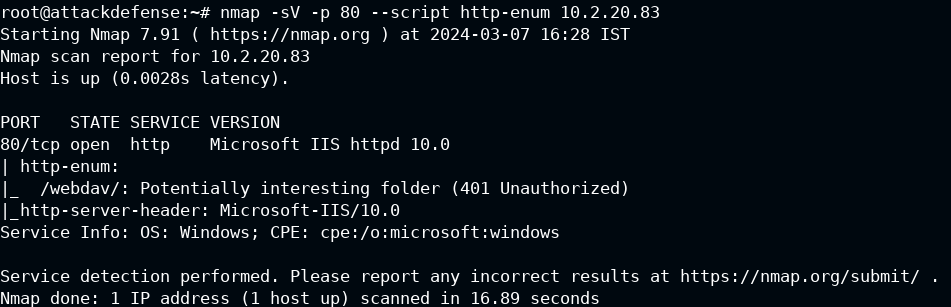 root@attackdefense:~# nmap -sV -p 80 --script http-enum 10.2.20.83
Starting Nmap 7.91 ( https://nmap.org ) at 2024-03-07 16:28 IST
Nmap scan report for 10.2.20.83
Host is up (0.0028s latency).

PORT   STATE SERVICE VERSION
80/tcp open  http    Microsoft IIS httpd 10.0
| http-enum:
|_  /webdav/: Potentially interesting folder (401 Unauthorized)
|_http-server-header: Microsoft-IIS/10.0
Service Info: OS: Windows; CPE: cpe:/o:microsoft:windows

Service detection performed. Please report any incorrect results at https://nmap.org/submit/ .
Nmap done: 1 IP address (1 host up) scanned in 16.89 seconds